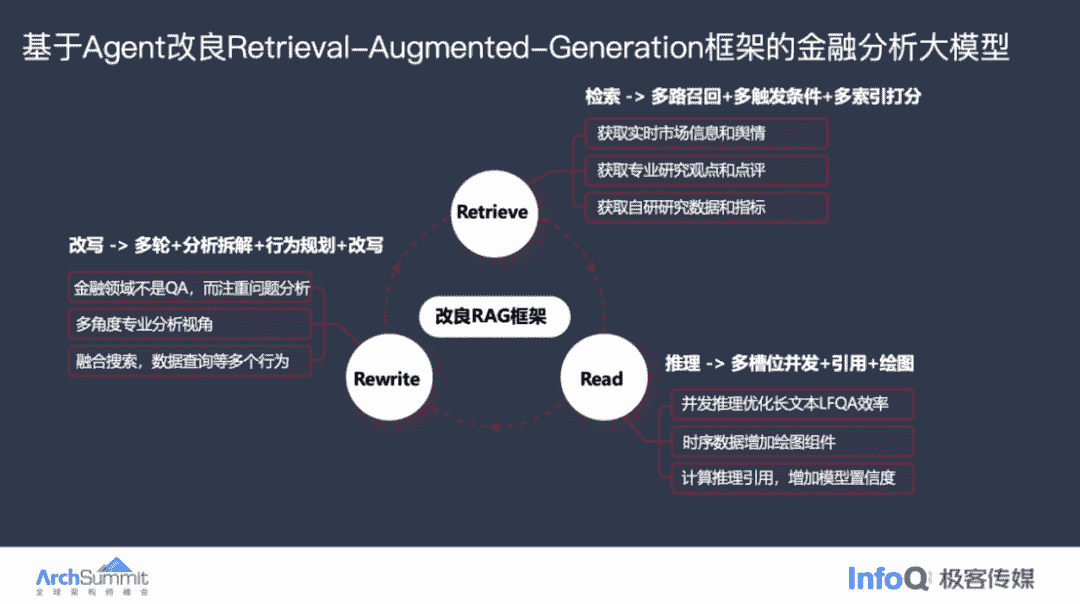 基于Agent改良Retrieval-Augmented-Generation框架的金融分析大模型
检索 -> 多路召回+多触发条件+多索引打分
获取实时市场信息和舆情
获取专业研究观点和点评
获取自研研究数据和指标
Retrieve
改写 -> 多轮+分析拆解+行为规划+改写
金融领域不是QA，而注重问题分析
多角度专业分析视角
融合搜索，数据查询等多个行为
改良RAG框架
Rewrite
Read
推理 -> 多槽位并发+引用+绘图
并发推理优化长文本LFQA效率
时序数据增加绘图组件
计算推理引用，增加模型置信度
ArchSummit
全球架构师峰会
InfoQ 极客传媒